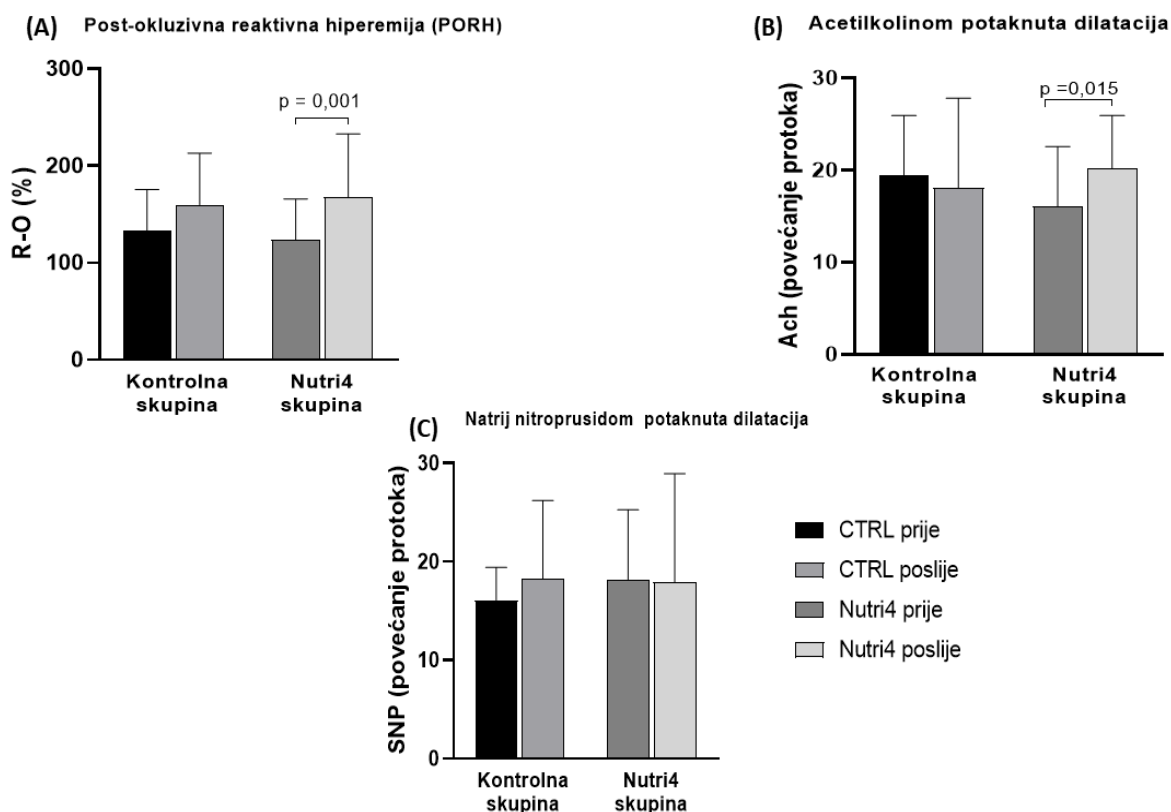 (A) Post-okluzivna reaktivna hiperemija (PORH)
R-O (%)
300
200
100
0
p = 0,001
Kontrolna skupina
Nutri4 skupina
(B) Acetilkolinom potaknuta dilatacija
Ach (povećanje protoka)
30
20
10
0
p =0,015
Kontrolna skupina
Nutri4 skupina
(C) Natrij nitroprusidom potaknuta dilatacija
SNP (povećanje protoka)
30
20
10
0
Kontrolna skupina
Nutri4 skupina
CTRL prije
CTRL poslije
Nutri4 prije
Nutri4 poslije